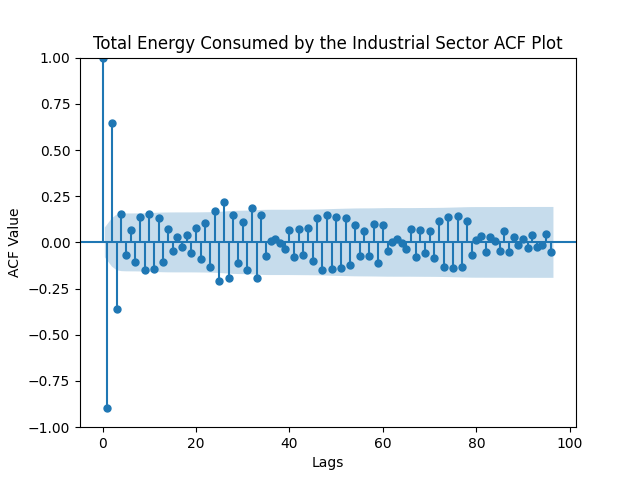 Total Energy Consumed by the Industrial Sector ACF Plot
1.00
0.75
0.50
0.25
0.00
−0.25
−0.50
−0.75
−1.00
ACF Value
0 20 40 60 80 100
Lags